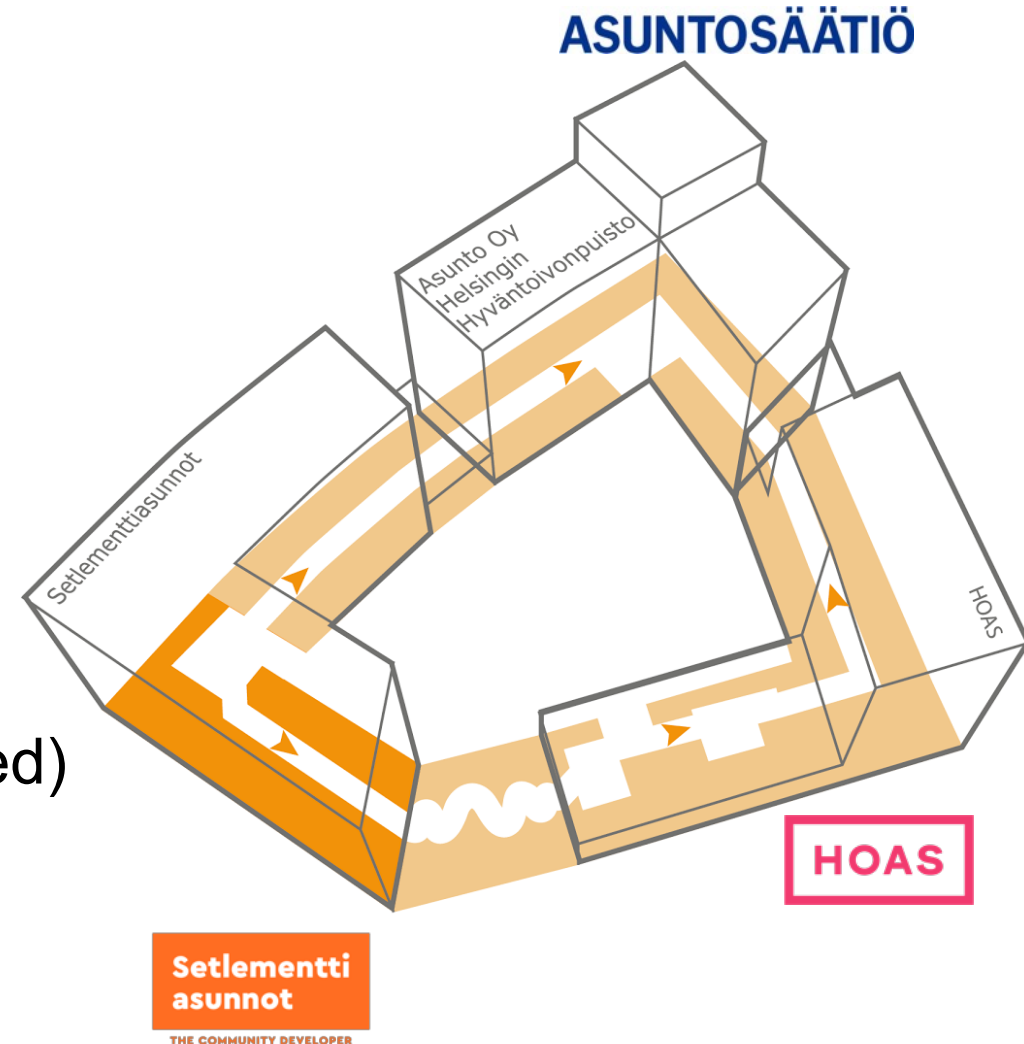 ASUNTOSÄÄTIÖ
Asunto Oy
Helsingin
Hyväntoivonpuisto
Setlementtiasunnot
HOAS
ed)
HOAS
Setlementti
asunnot
THE COMMUNITY DEVELOPER